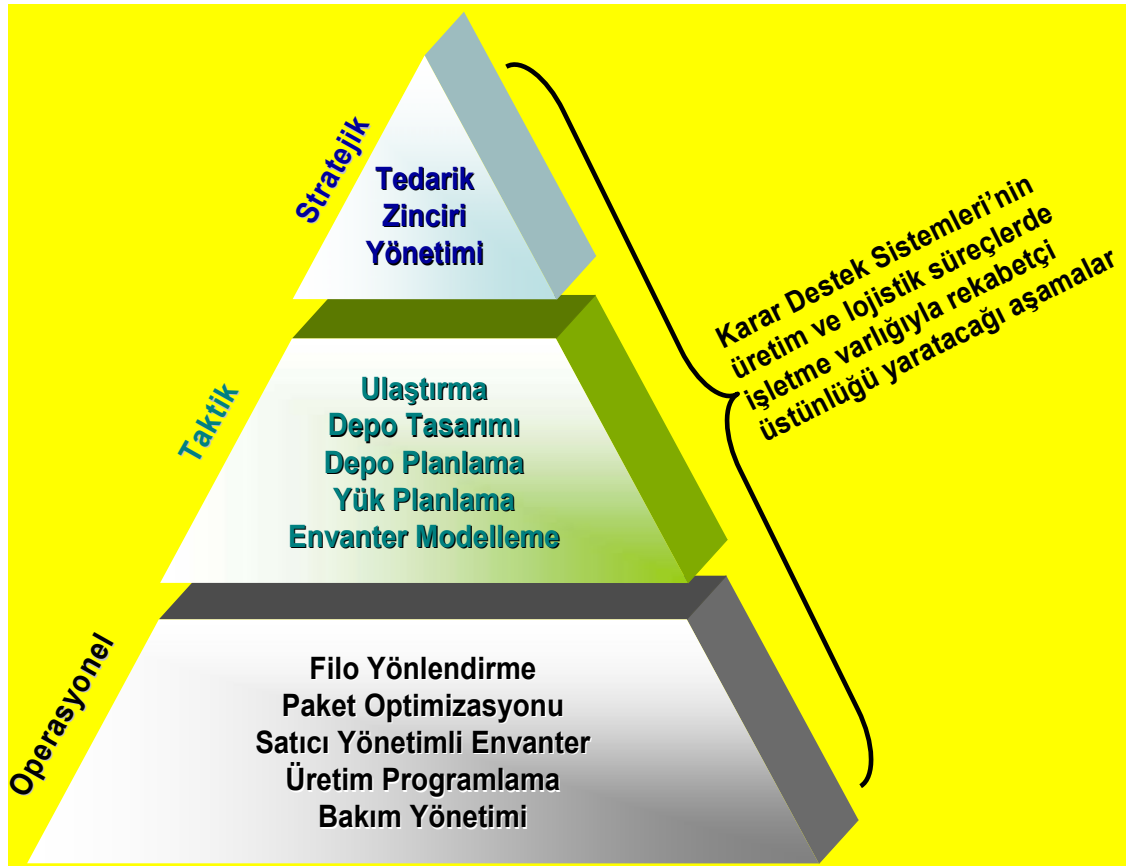 Stratejik
Tedarik
Zinciri
Yönetimi
Taktik
Ulaştırma
Depo Tasarımı
Depo Planlama
Yük Planlama
Envanter Modelleme
Operasyonel
Filo Yönlendirme
Paket Optimizasyonu
Satıcı Yönetimli Envanter
Üretim Programlama
Bakım Yönetimi
Karar Destek Sistemleri’nin
üretim ve lojistik süreçlerde
işletme varlığıyla rekabetçi
üstünlüğü yaratacağı aşamalar